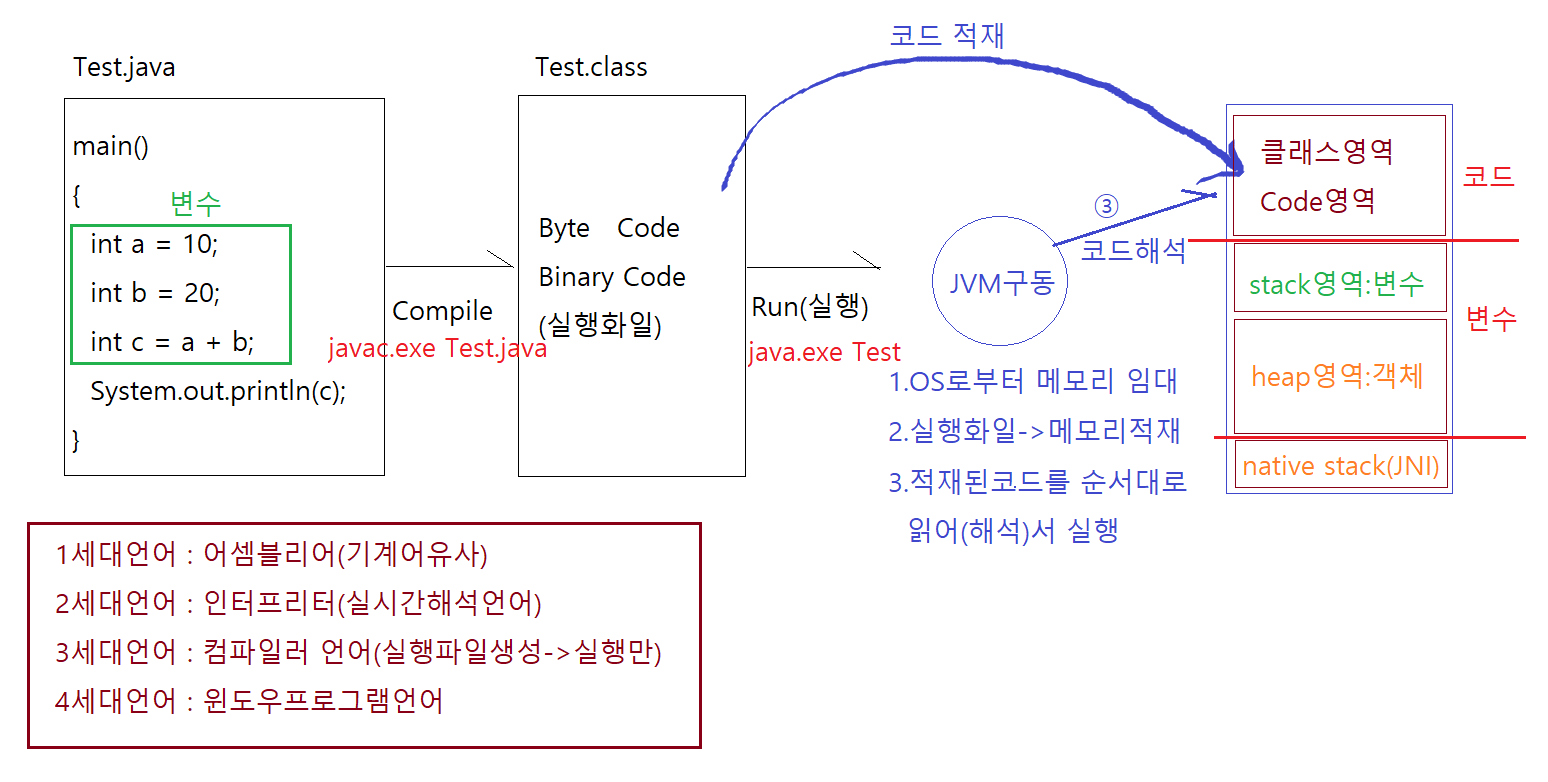 코드 적재
Test.java
Test.class
main()
{
변수
int a = 10;
int b = 20;
int c = a + b;
System.out.println(c);
}
Compile
javac.exe Test.java
Byte Code
Binary Code
(실행화일)
Run(실행)
java.exe Test
JVM구동
③
코드해석
1.OS로부터 메모리 임대
2.실행화일->메모리적재
3.적재된코드를 순서대로
읽어(해석)서 실행
클래스영역
Code영역
코드
stack영역:변수
변수
heap영역:객체
native stack(JNI)
1세대언어 : 어셈블리어(기계어유사)
2세대언어 : 인터프리터(실시간해석언어)
3세대언어 : 컴파일러 언어(실행파일생성->실행만)
4세대언어 : 윈도우프로그램언어